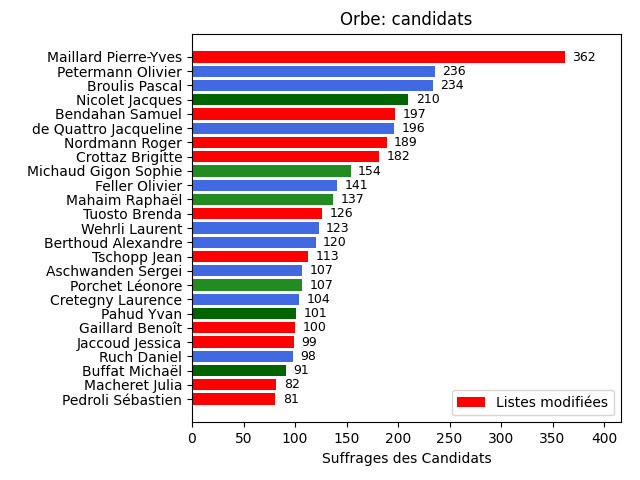 Orbe: candidats
Maillard Pierre-Yves 362
Petermann Olivier 236
Broulis Pascal 234
Nicolet Jacques 210
Bendahan Samuel 197
de Quattro Jacqueline 196
Nordmann Roger 189
Crottaz Brigitte 182
Michaud Gigon Sophie 154
Feller Olivier 141
Mahaim Raphaël 137
Tuosto Brenda 126
Wehrli Laurent 123
Berthoud Alexandre 120
Tschopp Jean 113
Aschwanden Sergei 107
Porchet Léonore 107
Cretegny Laurence 104
Pahud Yvan 101
Gaillard Benoît 100
Jaccoud Jessica 99
Ruch Daniel 98
Buffat Michaël 91
Macheret Julia 82
Pedroli Sébastien 81
Listes modifiées
0 50 100 150 200 250 300 350 400
Suffrages des Candidats